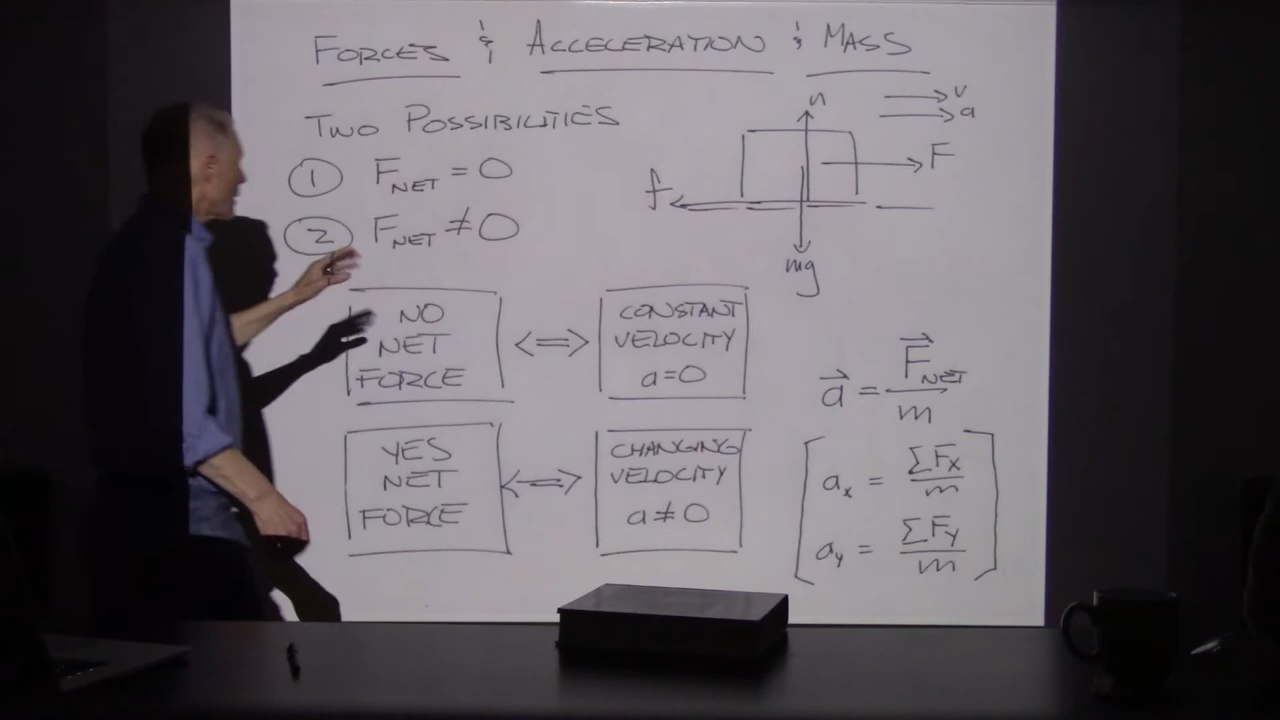 FORCES & ACCELERATION & MASS
TWO POSSIBILITIES
① F_NET = 0
② F_NET ≠ 0
n
v
a
F
f
mg
NO
NET
FORCE
⇔
CONSTANT
VELOCITY
a=0
YES
NET
FORCE
⇔
CHANGING
VELOCITY
a≠0
a⃗ = F⃗_NET / m
a_x = ΣF_x / m
a_y = ΣF_y / m